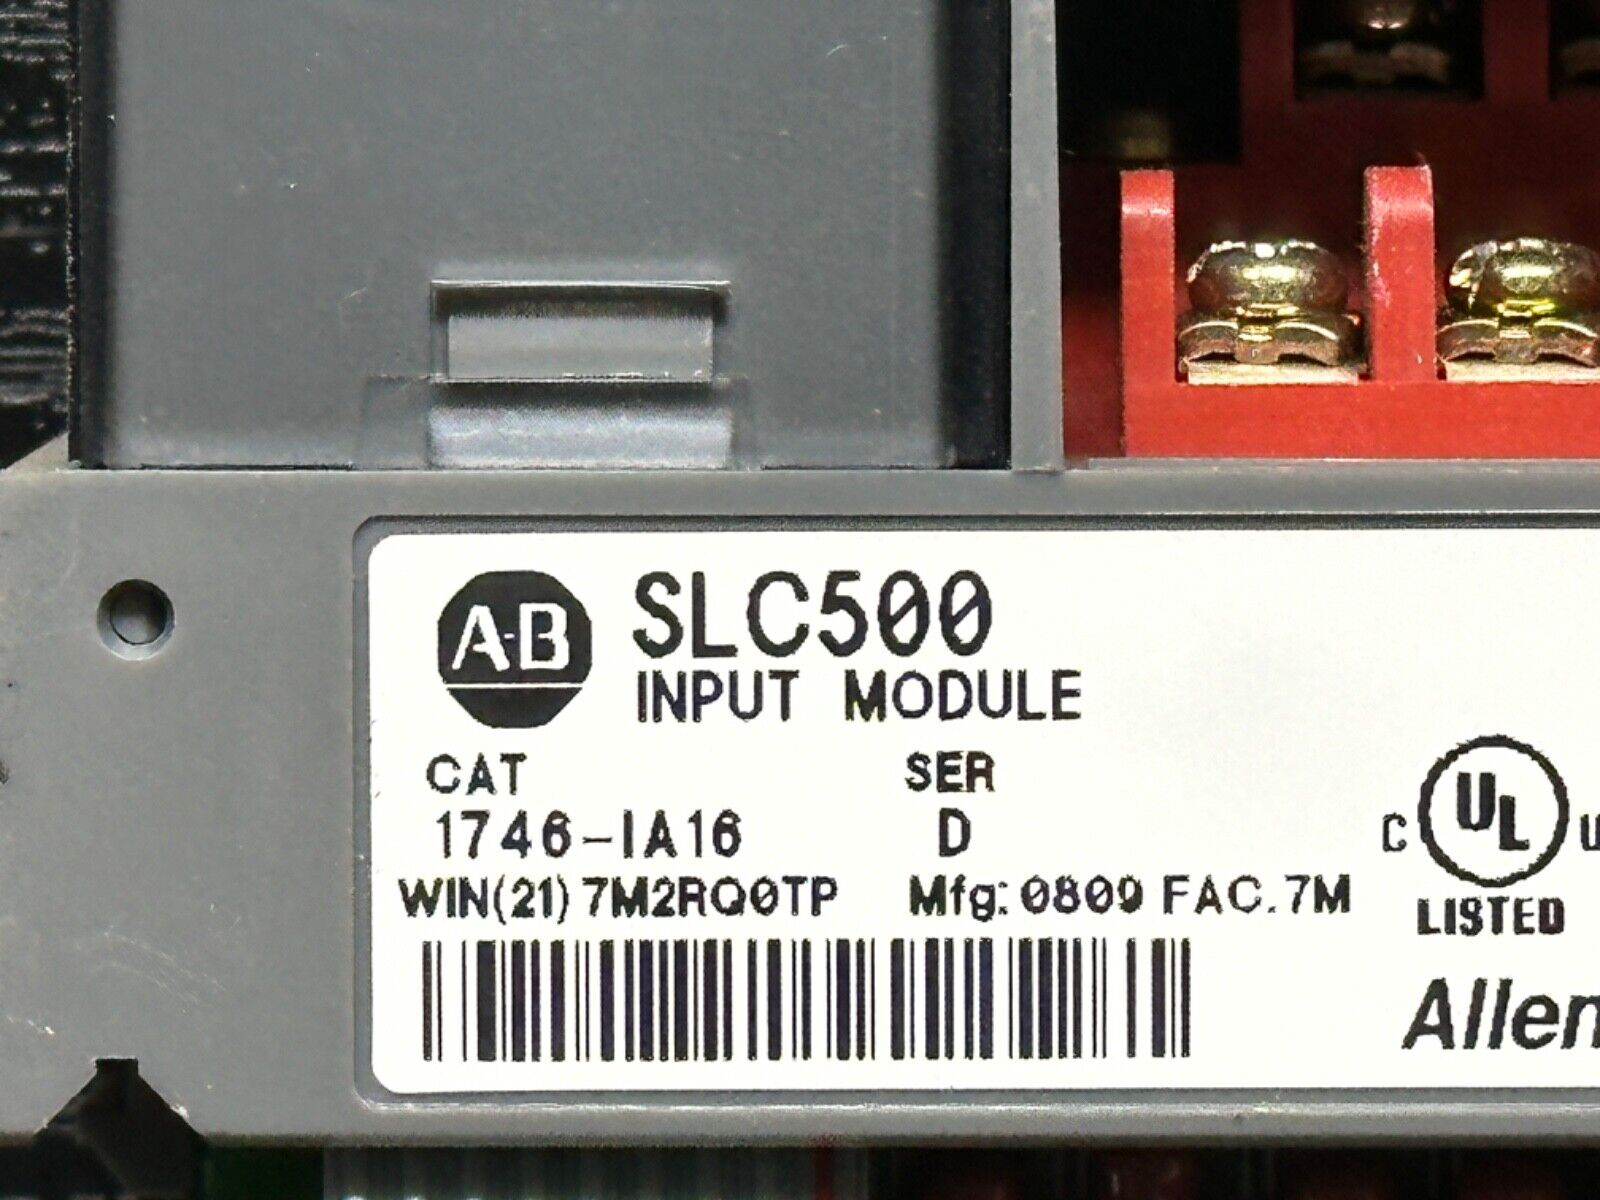 A-B
SLC500
INPUT MODULE
CAT SER
1746-IA16 D
WIN(21) 7M2RQ0TP Mfg: 0809 FAC. 7M
C UL U
LISTED
Allen